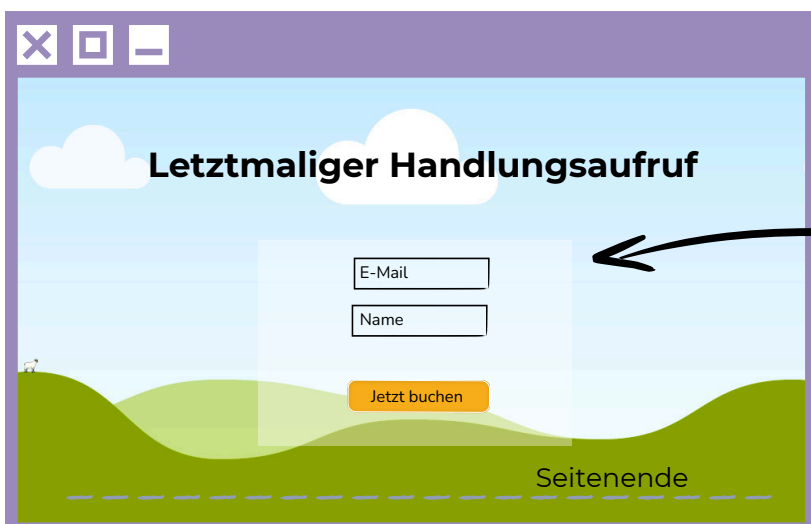 Letztmaliger Handlungsaufruf
E-Mail
Name
Jetzt buchen
Seitenende